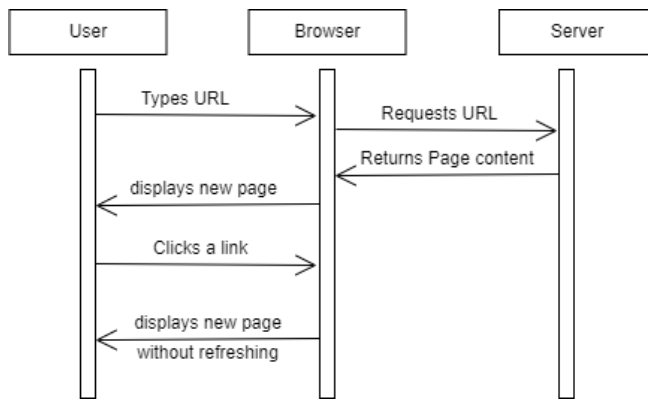 User
Browser
Server
Types URL
Requests URL
Returns Page content
displays new page
Clicks a link
displays new page
without refreshing